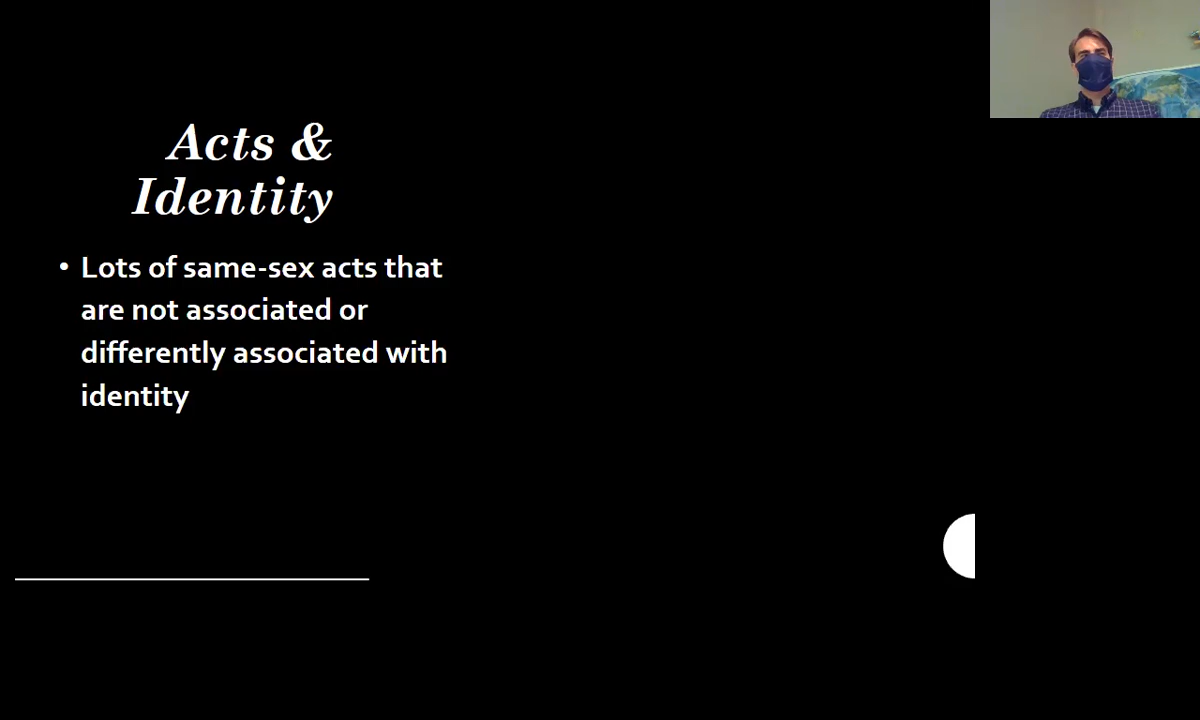 Acts &
Identity
• Lots of same-sex acts that
are not associated or
differently associated with
identity